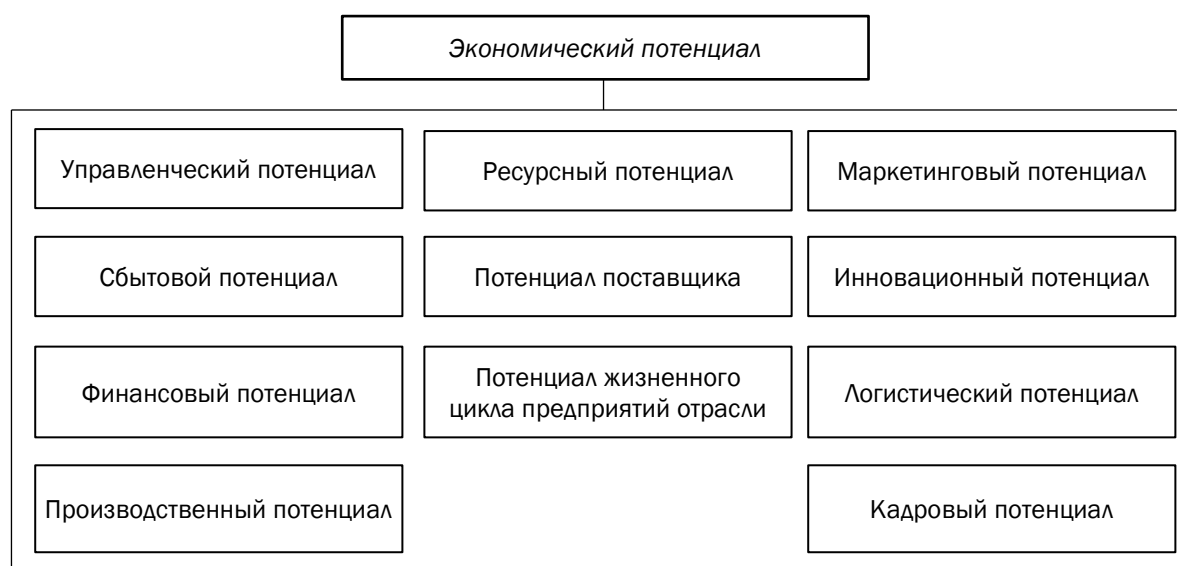 Экономический потенциал
Управленческий потенциал
Ресурсный потенциал
Маркетинговый потенциал
Сбытовой потенциал
Потенциал поставщика
Инновационный потенциал
Финансовый потенциал
Потенциал жизненного
цикла предприятий отрасли
Логистический потенциал
Производственный потенциал
Кадровый потенциал